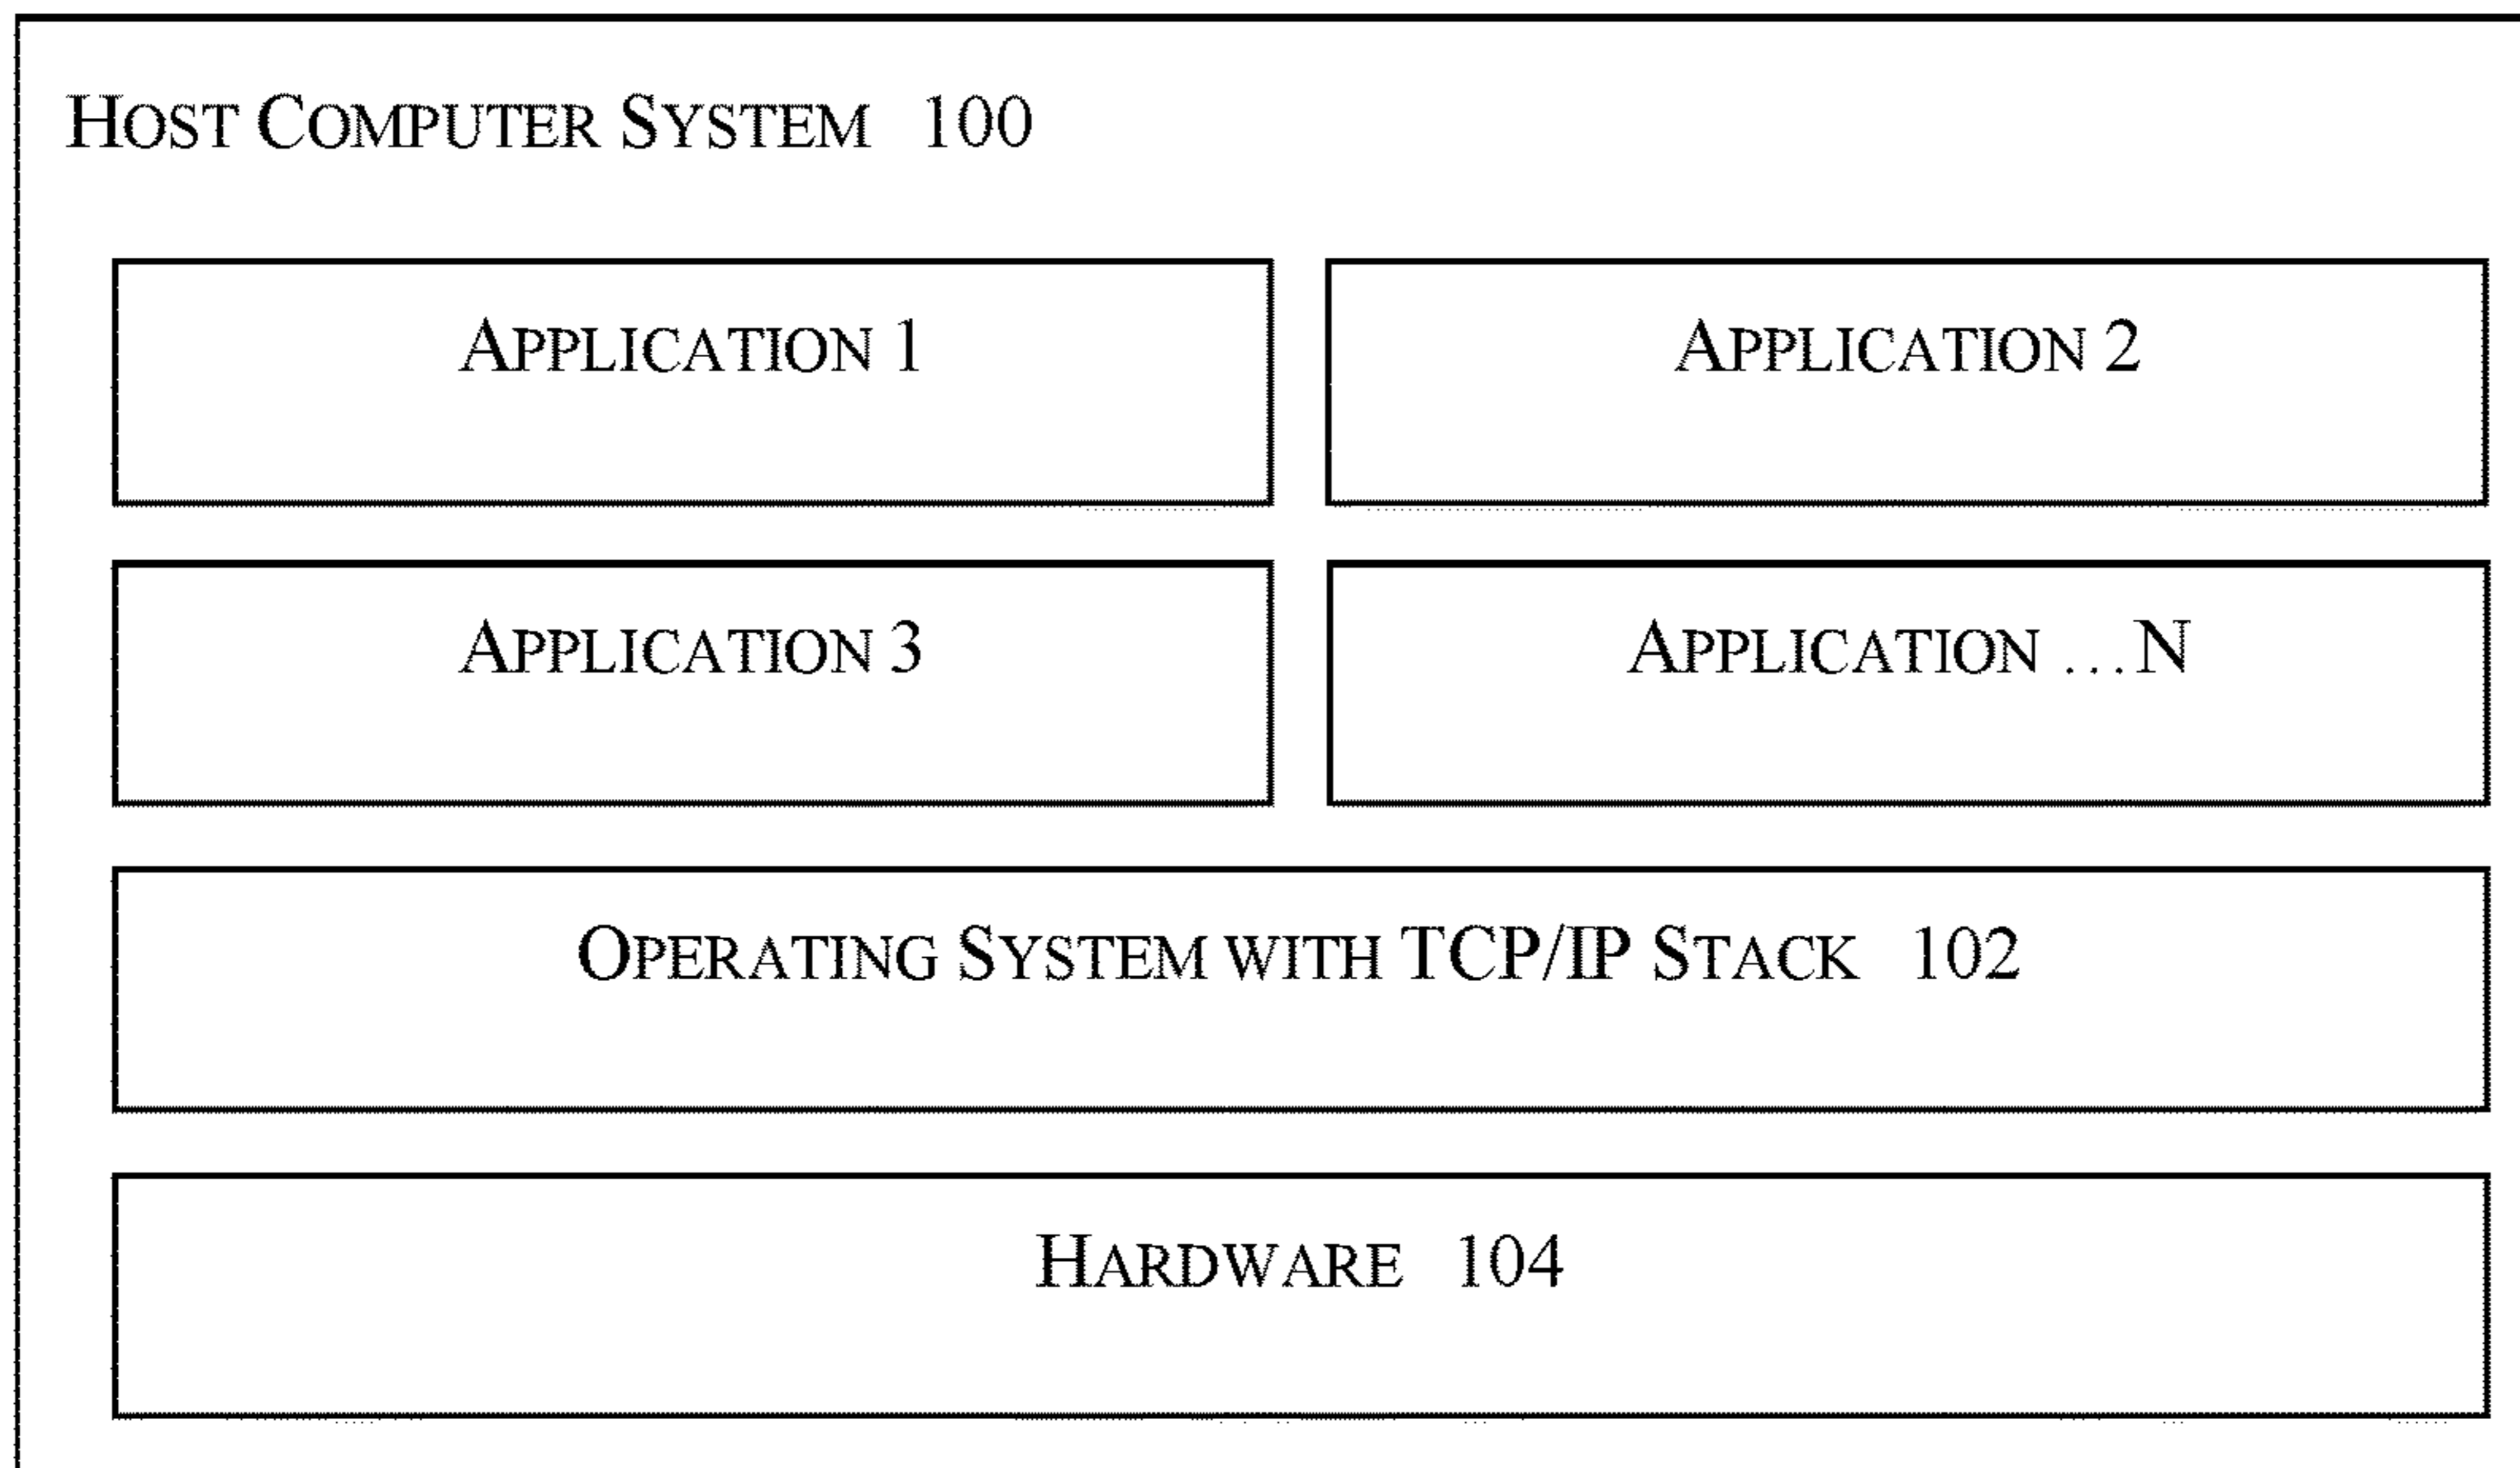 HOST COMPUTER SYSTEM 100
APPLICATION 1
APPLICATION 2
APPLICATION 3
APPLICATION ...N
OPERATING SYSTEM WITH TCP/IP STACK 102
HARDWARE 104